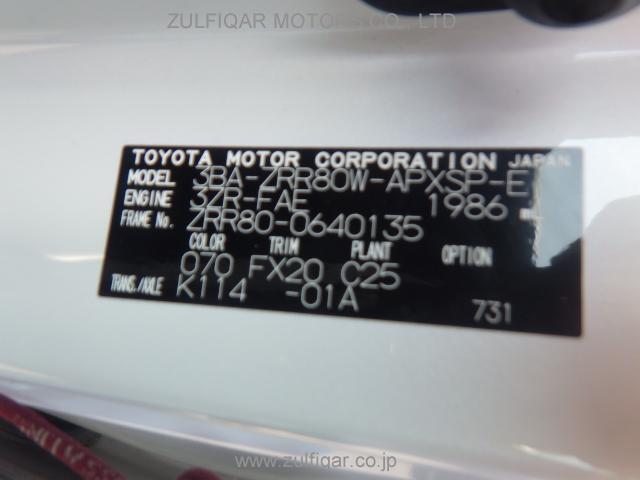 ZULFIQAR MOTORS CO., LTD.
TOYOTA MOTOR CORPORATION JAPAN
MODEL 3BA-ZRR80W-APXSP-E
ENGINE 3ZR-FAE 1986 mL
FRAME No. ZRR80-0640135
COLOR TRIM PLANT OPTION
070 FX20 C25
TRANS./AXLE K114 -01A 731
www.zulfiqar.co.jp